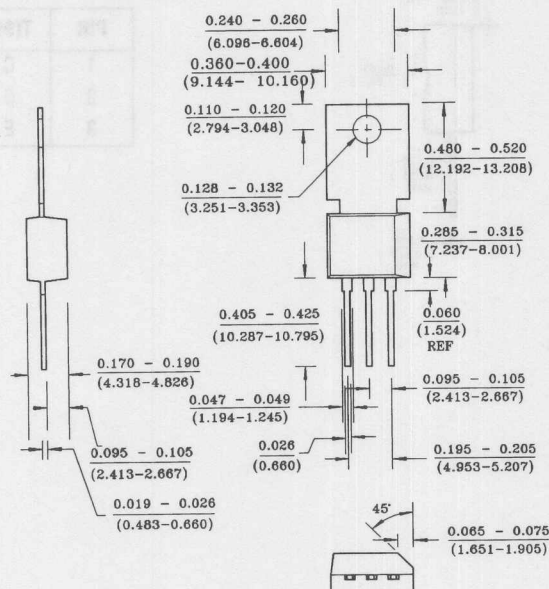 0.240 - 0.260
(6.096-6.604)
0.360-0.400
(9.144- 10.160)
0.110 - 0.120
(2.794-3.048)
0.480 - 0.520
(12.192-13.208)
0.128 - 0.132
(3.251-3.353)
0.285 - 0.315
(7.237-8.001)
0.405 - 0.425
(10.287-10.795)
0.060
(1.524)
REF
0.170 - 0.190
(4.318-4.826)
0.047 - 0.049
(1.194-1.245)
0.095 - 0.105
(2.413-2.667)
0.095 - 0.105
(2.413-2.667)
0.026
(0.660)
0.195 - 0.205
(4.953-5.207)
0.019 - 0.026
(0.483-0.660)
45°
0.065 - 0.075
(1.651-1.905)